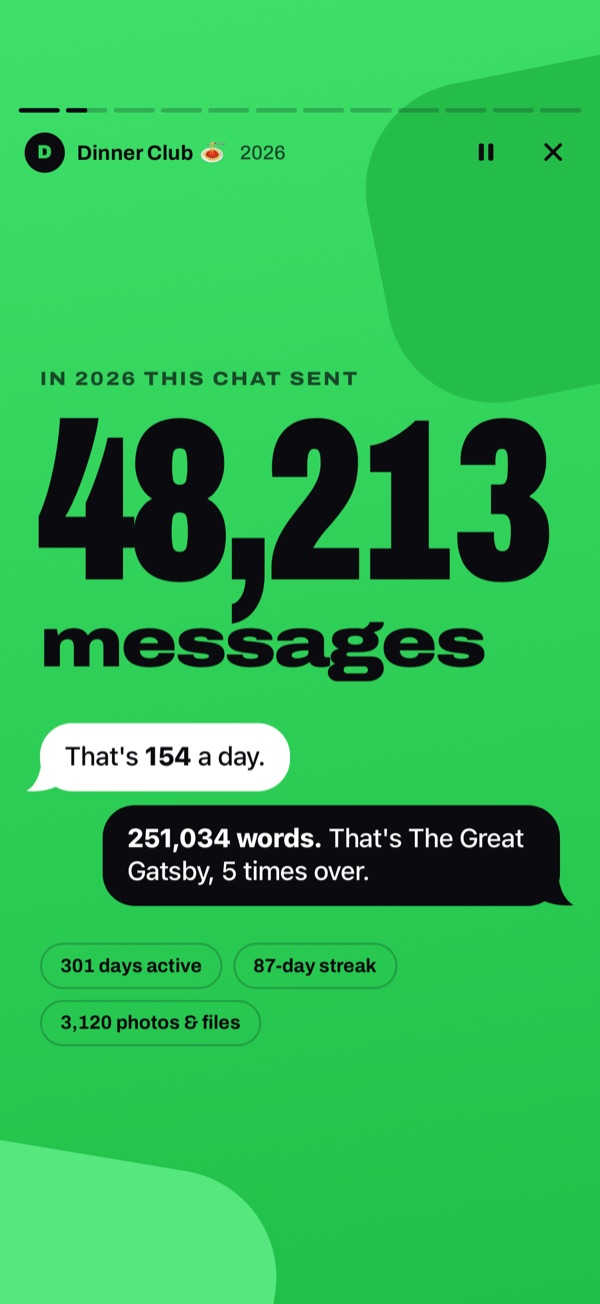 D Dinner Club 🍝 2026
IN 2026 THIS CHAT SENT
48,213
messages
That's 154 a day.
251,034 words. That's The Great
Gatsby, 5 times over.
301 days active 87-day streak
3,120 photos & files